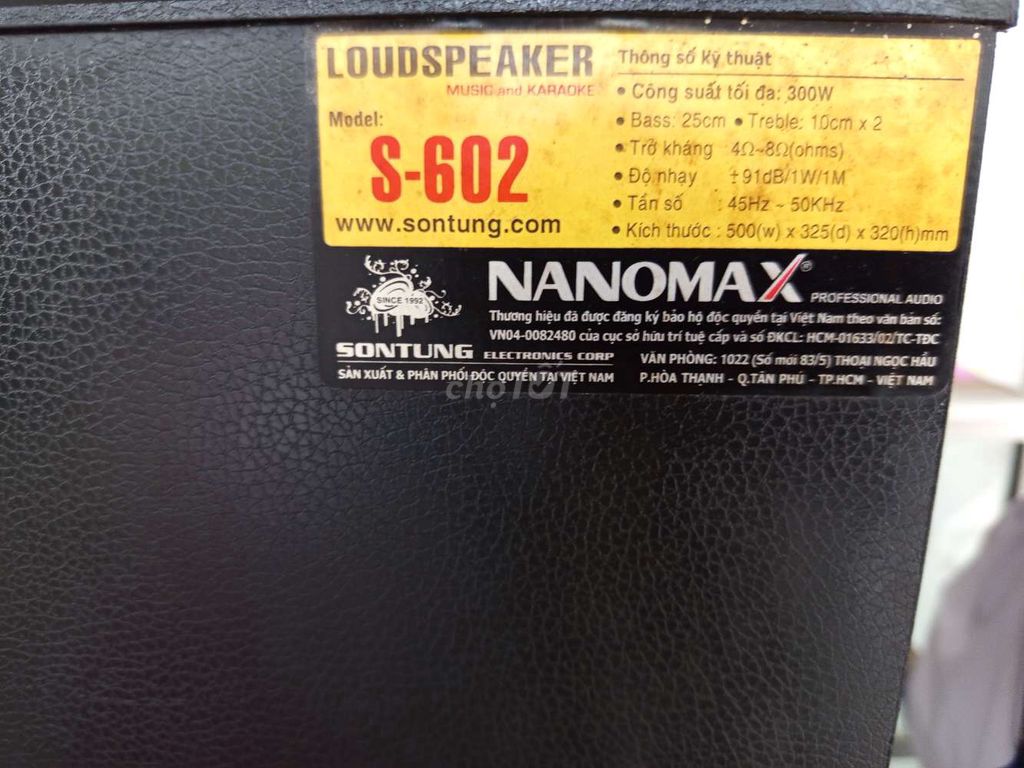 LOUDSPEAKER
MUSIC and KARAOKE
Model:
S-602
www.sontung.com
Thông số kỹ thuật
• Công suất tối đa: 300W
• Bass: 25cm • Treble: 10cm x 2
• Trở kháng 4Ω~8Ω(ohms)
• Độ nhạy ±91dB/1W/1M
• Tần số : 45Hz ~ 50KHz
• Kích thước : 500(w) x 325(d) x 320(h)mm
SINCE 1992
SONTUNG ELECTRONICS CORP
SẢN XUẤT & PHÂN PHỐI ĐỘC QUYỀN TẠI VIỆT NAM
NANOMAX® PROFESSIONAL AUDIO
Thương hiệu đã được đăng ký bảo hộ độc quyền tại Việt Nam theo văn bản số:
VN04-0082480 của cục sở hữu trí tuệ cấp và số ĐKCL: HCM-01633/02/TC-TĐC
VĂN PHÒNG: 1022 (Số mới 83/5) THOẠI NGỌC HẦU
P.HÒA THẠNH - Q.TÂN PHÚ - TP.HCM - VIỆT NAM
chợTỐT